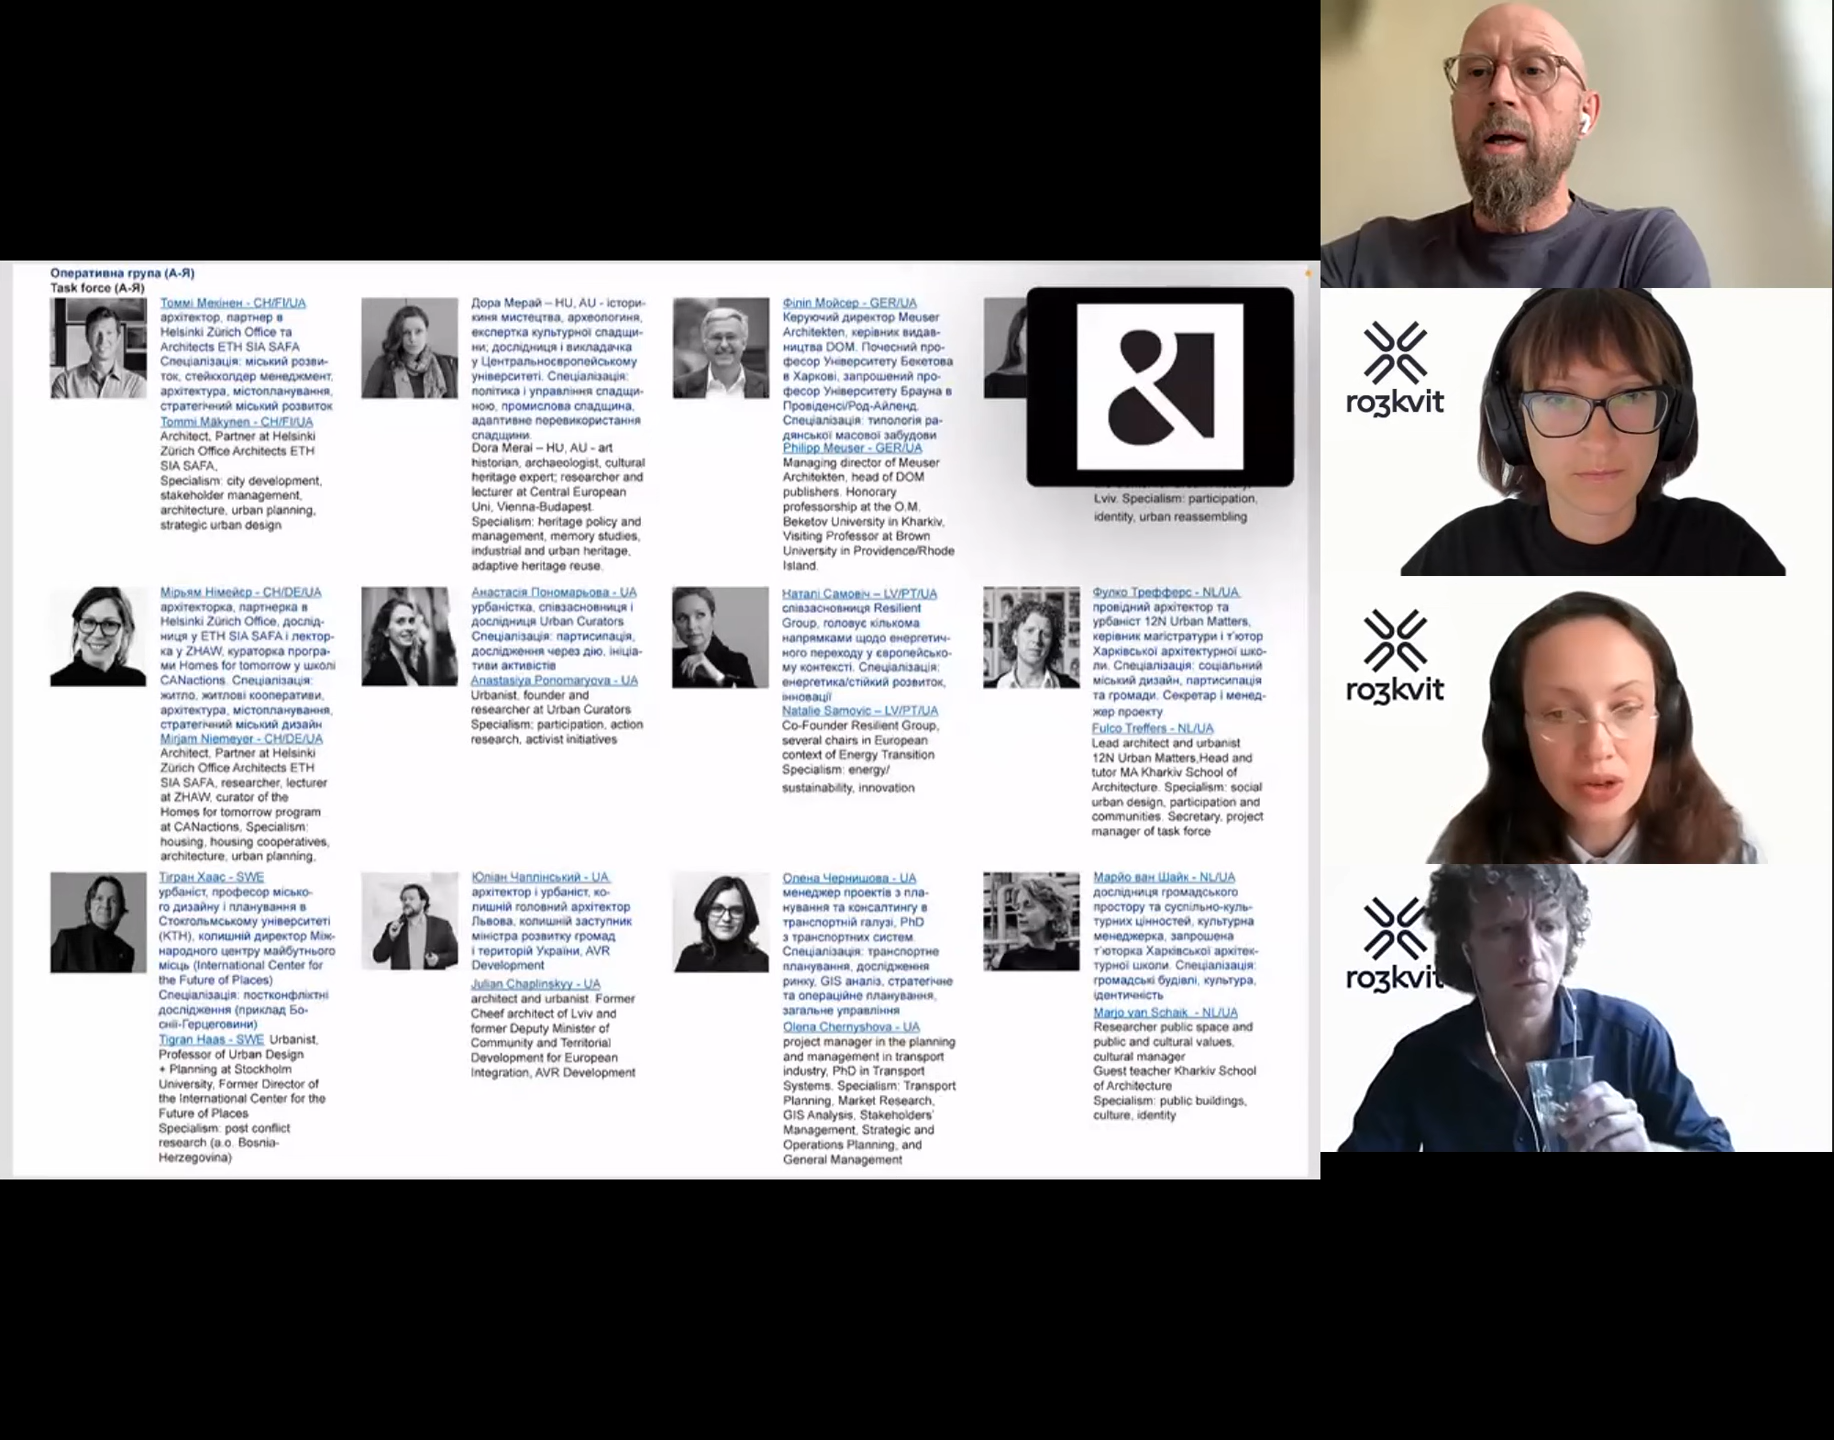 Оперативна група (А-Я)
Task force (А-Я)
Томмі Мекінен - CH/FI/UA
архітектор, партнер в
Helsinki Zürich Office та
Architects ETH SIA SAFA
Спеціалізація: міський розви-
ток, стейкхолдер менеджмент,
архітектура, містопланування,
стратегічний міський розвиток
Tommi Mäkynen - CH/FI/UA
Architect, Partner at Helsinki
Zürich Office Architects ETH
SIA SAFA,
Specialism: city development,
stakeholder management,
architecture, urban planning,
strategic urban design
Дора Мерай – HU, AU - істори-
киня мистецтва, археологиня,
експертка культурної спадщи-
ни; дослідниця і викладачка
у Центральноєвропейському
університеті. Спеціалізація:
політика і управління спадщи-
ною, промислова спадщина,
адаптивне перевикористання
спадщини.
Dora Merai – HU, AU - art
historian, archaeologist, cultural
heritage expert; researcher and
lecturer at Central European
Uni, Vienna-Budapest.
Specialism: heritage policy and
management, memory studies,
industrial and urban heritage,
adaptive heritage reuse.
Філіп Мойсер - GER/UA
Керуючий директор Meuser
Architekten, керівник видав-
ництва DOM. Почесний про-
фесор Університету Бекетова
в Харкові, запрошений про-
фесор Університету Брауна в
Провіденсі/Род-Айленд.
Спеціалізація: типологія ра-
дянської масової забудови
Philipp Meuser - GER/UA
Managing director of Meuser
Architekten, head of DOM
publishers. Honorary
professorship at the O.M.
Beketov University in Kharkiv,
Visiting Professor at Brown
University in Providence/Rhode
Island.
Lviv. Specialism: participation,
identity, urban reassembling
Мірьям Німейєр - CH/DE/UA
архітекторка, партнерка в
Helsinki Zürich Office, дослід-
ниця у ETH SIA SAFA і лектор-
ка у ZHAW, кураторка програ-
ми Homes for tomorrow у школі
CANactions. Спеціалізація:
житло, житлові кооперативи,
архітектура, містопланування,
стратегічний міський дизайн
Mirjam Niemeyer - CH/DE/UA
Architect, Partner at Helsinki
Zürich Office Architects ETH
SIA SAFA, researcher, lecturer
at ZHAW, curator of the
Homes for tomorrow program
at CANactions, Specialism:
housing, housing cooperatives,
architecture, urban planning,
Анастасія Пономарьова - UA
урбаністка, співзасновниця і
дослідниця Urban Curators
Спеціалізація: партисипація,
дослідження через дію, ініціа-
тиви активістів
Anastasiya Ponomaryova - UA
Urbanist, founder and
researcher at Urban Curators
Specialism: participation, action
research, activist initiatives
Наталі Самовіч – LV/PT/UA
співзасновниця Resilient
Group, головує кількома
напрямками щодо енергетич-
ного переходу у європейсько-
му контексті. Спеціалізація:
енергетика/стійкий розвиток,
інновації
Natalie Samovic – LV/PT/UA
Co-Founder Resilient Group,
several chairs in European
context of Energy Transition
Specialism: energy/
sustainability, innovation
Фулко Трефферс - NL/UA
провідний архітектор та
урбаніст 12N Urban Matters,
керівник магістратури і т'ютор
Харківської архітектурної шко-
ли. Спеціалізація: соціальний
міський дизайн, партисипація
та громади. Секретар і менед-
жер проекту
Fulco Treffers - NL/UA
Lead architect and urbanist
12N Urban Matters,Head and
tutor MA Kharkiv School of
Architecture. Specialism: social
urban design, participation and
communities. Secretary, project
manager of task force
Тігран Хаас - SWE
урбаніст, професор місько-
го дизайну і планування в
Стокгольмському університеті
(КТН), колишній директор Між-
народного центру майбутнього
місць (International Center for
the Future of Places)
Спеціалізація: постконфліктні
дослідження (приклад Бо-
снії-Герцеговини)
Tigran Haas - SWE Urbanist,
Professor of Urban Design
+ Planning at Stockholm
University, Former Director of
the International Center for the
Future of Places
Specialism: post conflict
research (a.o. Bosnia-
Herzegovina)
Юліан Чаплінський - UA
архітектор і урбаніст, ко-
лишній головний архітектор
Львова, колишній заступник
міністра розвитку громад
і територій України, AVR
Development
Julian Chaplinskyy - UA
architect and urbanist. Former
Cheef architect of Lviv and
former Deputy Minister of
Community and Territorial
Development for European
Integration, AVR Development
Олена Чернишова - UA
менеджер проектів з пла-
нування та консалтингу в
транспортній галузі, PhD
з транспортних систем.
Спеціалізація: транспортне
планування, дослідження
ринку, GIS аналіз, стратегічне
та операційне планування,
загальне управління
Olena Chernyshova - UA
project manager in the planning
and management in transport
industry, PhD in Transport
Systems. Specialism: Transport
Planning, Market Research,
GIS Analysis, Stakeholders'
Management, Strategic and
Operations Planning, and
General Management
Марйо ван Шайк - NL/UA
дослідниця громадського
простору та суспільно-куль-
турних цінностей, культурна
менеджерка, запрошена
т'юторка Харківської архітек-
турної школи. Спеціалізація:
громадські будівлі, культура,
ідентичність
Marjo van Schaik - NL/UA
Researcher public space and
public and cultural values,
cultural manager
Guest teacher Kharkiv School
of Architecture
Specialism: public buildings,
culture, identity
&
ro3kvit
ro3kvit
ro3kvit